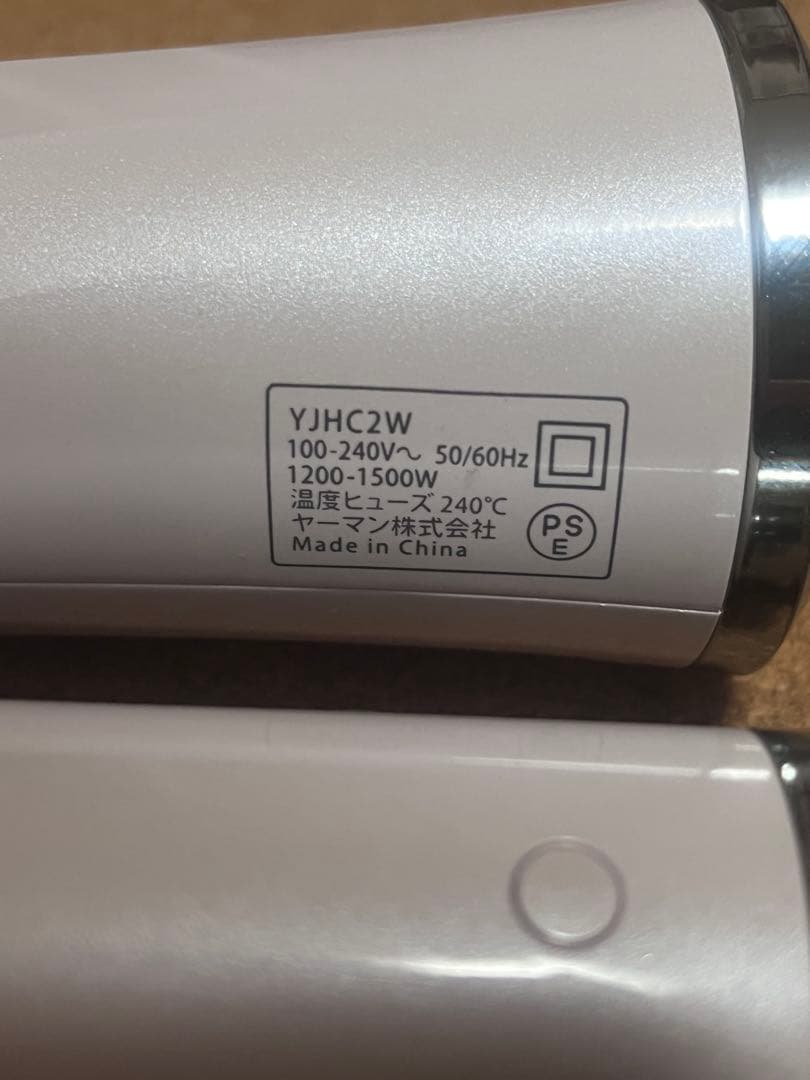 YJHC2W
100-240V～ 50/60Hz
1200-1500W
温度ヒューズ 240℃
ヤーマン株式会社
Made in China
PS
E